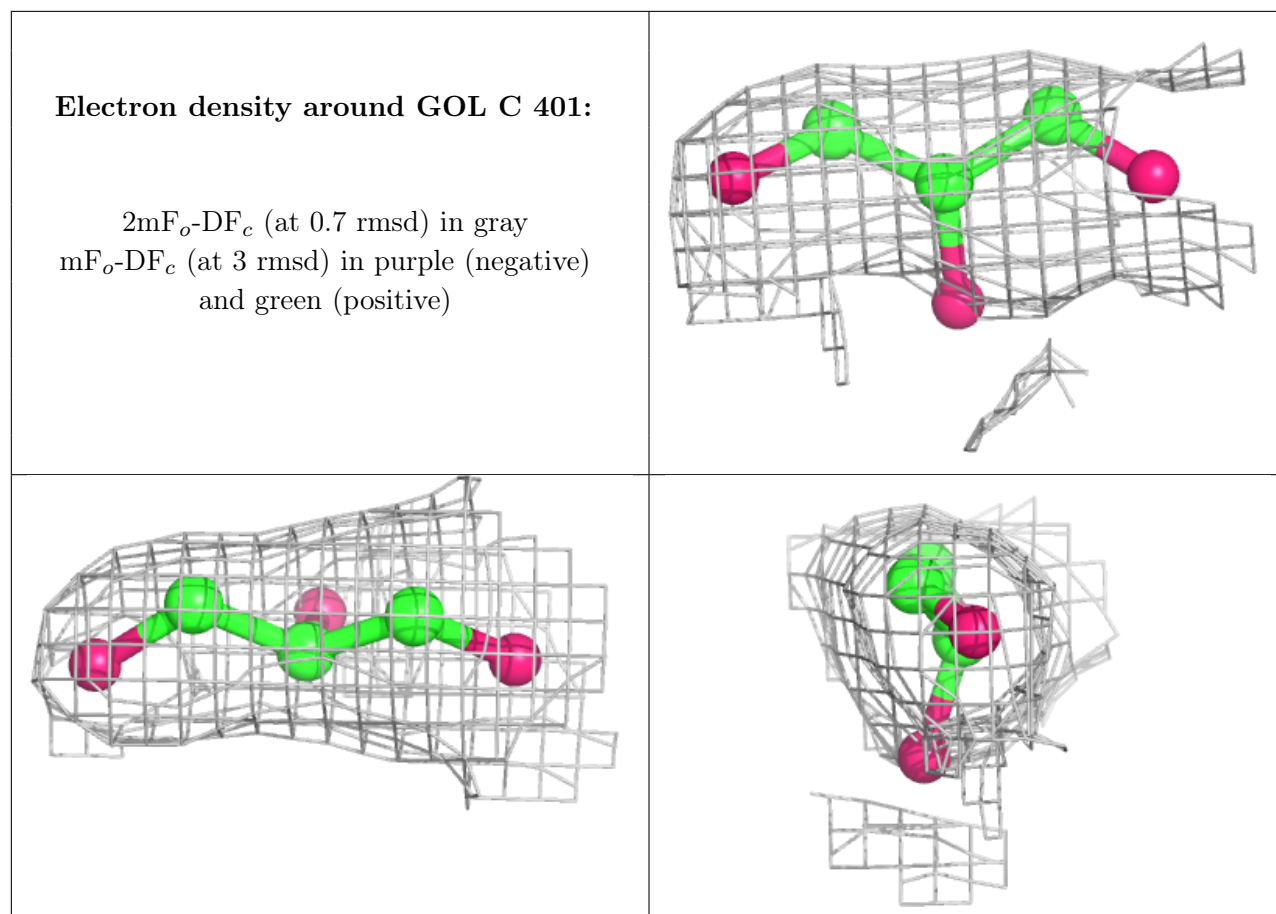 Electron density around GOL C 401:
2mFo-DFc (at 0.7 rmsd) in gray
mFo-DFc (at 3 rmsd) in purple (negative)
and green (positive)